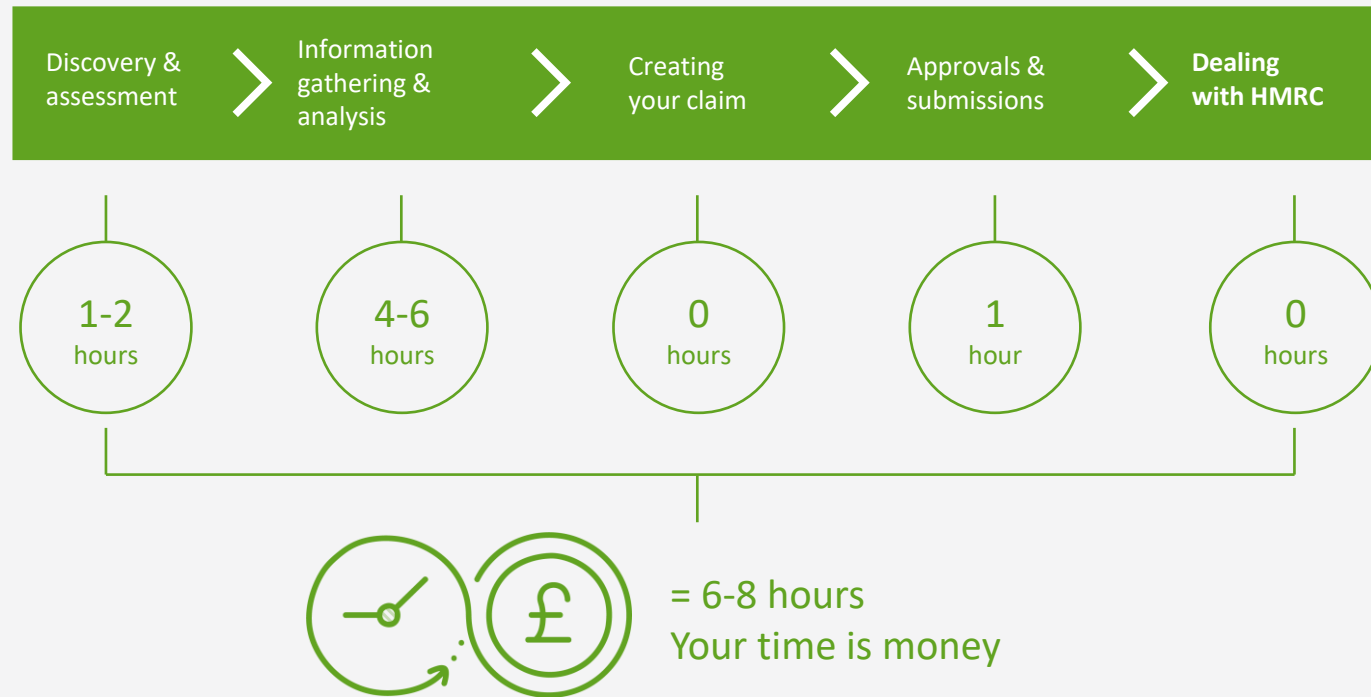 Discovery &
assessment
Information
gathering &
analysis
Creating
your claim
Approvals &
submissions
Dealing
with HMRC
1-2
hours
4-6
hours
0
hours
1
hour
0
hours
£
= 6-8 hours
Your time is money